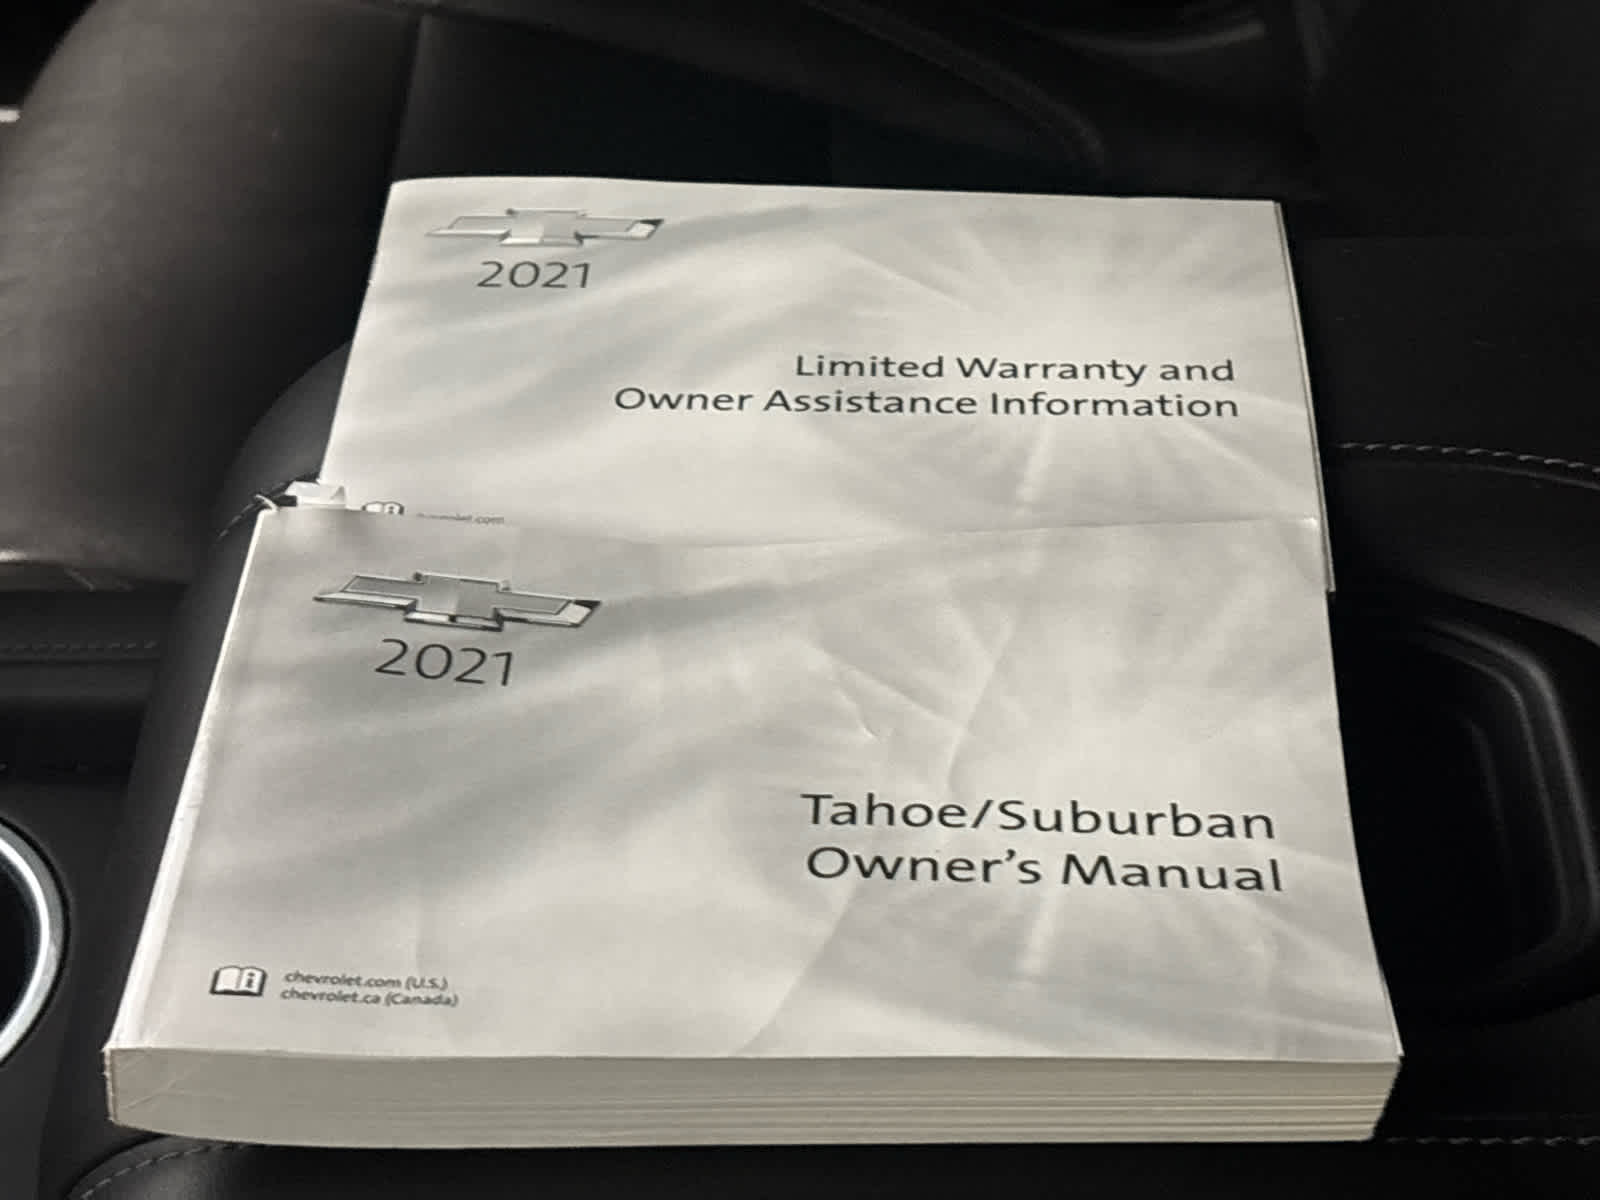 2021
Limited Warranty and
Owner Assistance Information
2021
Tahoe/Suburban
Owner's Manual
chevrolet.com (U.S.)
chevrolet.ca (Canada)